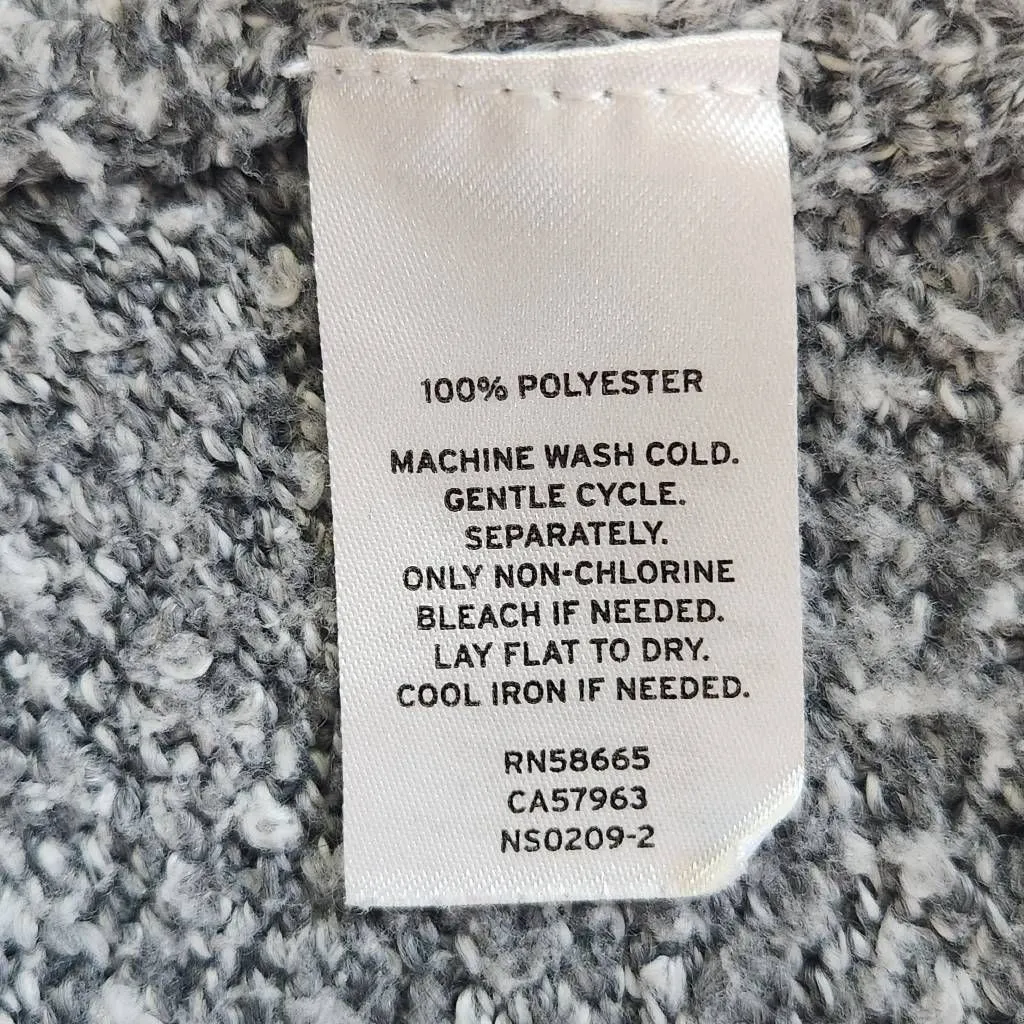 100% POLYESTER
MACHINE WASH COLD.
GENTLE CYCLE.
SEPARATELY.
ONLY NON-CHLORINE
BLEACH IF NEEDED.
LAY FLAT TO DRY.
COOL IRON IF NEEDED.
RN58665
CA57963
NS0209-2